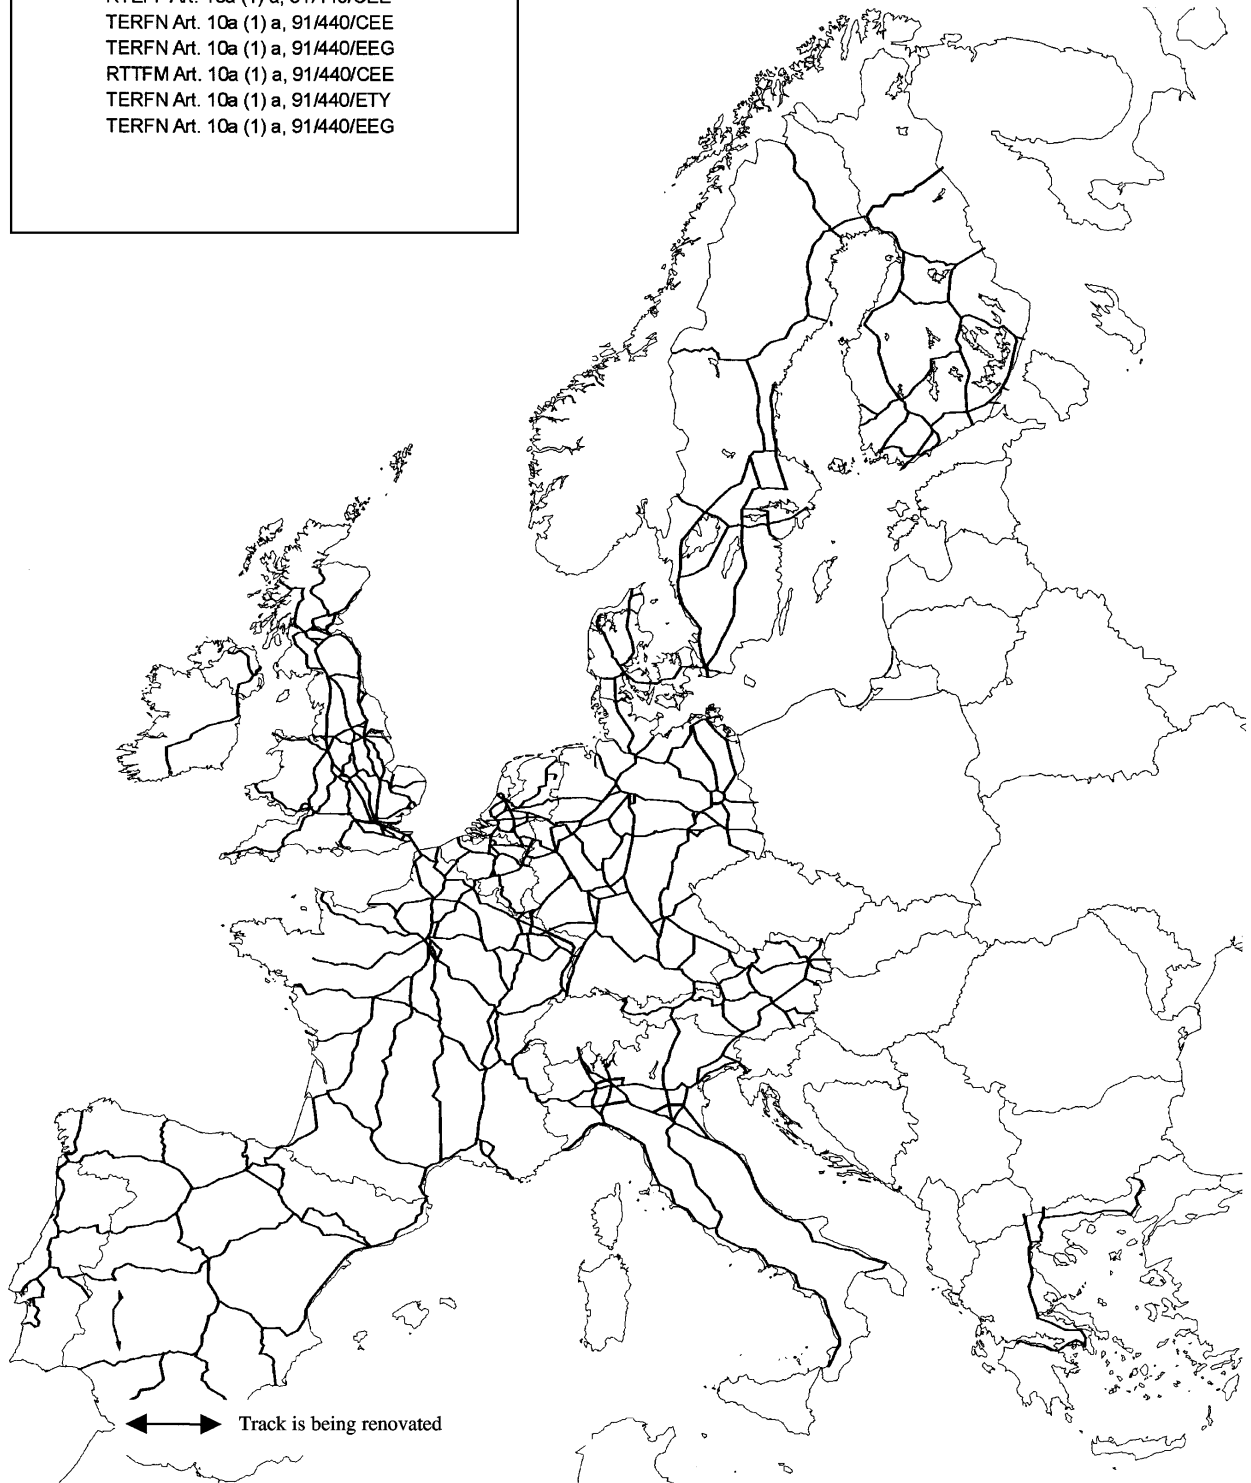 TERFN Art. 10a (1) a, 91/440/CEE
TERFN Art. 10a (1) a, 91/440/EEG
RTTFM Art. 10a (1) a, 91/440/CEE
TERFN Art. 10a (1) a, 91/440/ETY
TERFN Art. 10a (1) a, 91/440/EEG
Track is being renovated